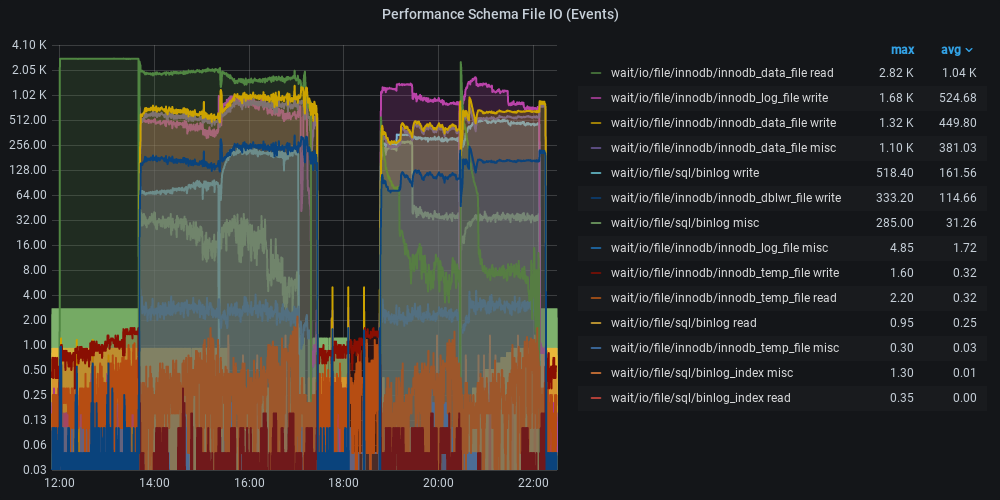 Performance Schema File IO (Events)
max avg
4.10 K
2.05 K
1.02 K
512.00
256.00
128.00
64.00
32.00
16.00
8.00
4.00
2.00
1.00
0.50
0.25
0.13
0.06
0.03
12:00 14:00 16:00 18:00 20:00 22:00
wait/io/file/innodb/innodb_data_file read 2.82 K 1.04 K
wait/io/file/innodb/innodb_log_file write 1.68 K 524.68
wait/io/file/innodb/innodb_data_file write 1.32 K 449.80
wait/io/file/innodb/innodb_data_file misc 1.10 K 381.03
wait/io/file/sql/binlog write 518.40 161.56
wait/io/file/innodb/innodb_dblwr_file write 333.20 114.66
wait/io/file/sql/binlog misc 285.00 31.26
wait/io/file/innodb/innodb_log_file misc 4.85 1.72
wait/io/file/innodb/innodb_temp_file write 1.60 0.32
wait/io/file/innodb/innodb_temp_file read 2.20 0.32
wait/io/file/sql/binlog read 0.95 0.25
wait/io/file/innodb/innodb_temp_file misc 0.30 0.03
wait/io/file/sql/binlog_index misc 1.30 0.01
wait/io/file/sql/binlog_index read 0.35 0.00